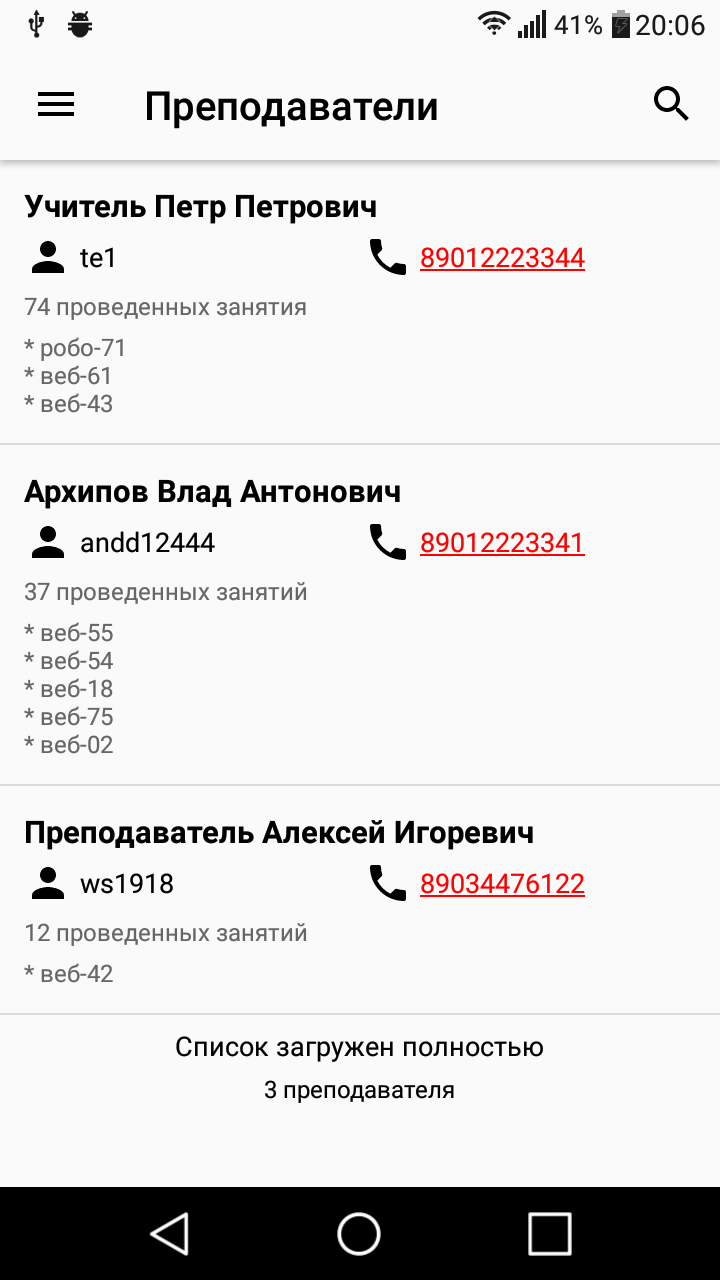 41% 20:06
Преподаватели
Учитель Петр Петрович
te1 89012223344
74 проведенных занятия
* робо-71
* веб-61
* веб-43
Архипов Влад Антонович
andd12444 89012223341
37 проведенных занятий
* веб-55
* веб-54
* веб-18
* веб-75
* веб-02
Преподаватель Алексей Игоревич
ws1918 89034476122
12 проведенных занятий
* веб-42
Список загружен полностью
3 преподавателя